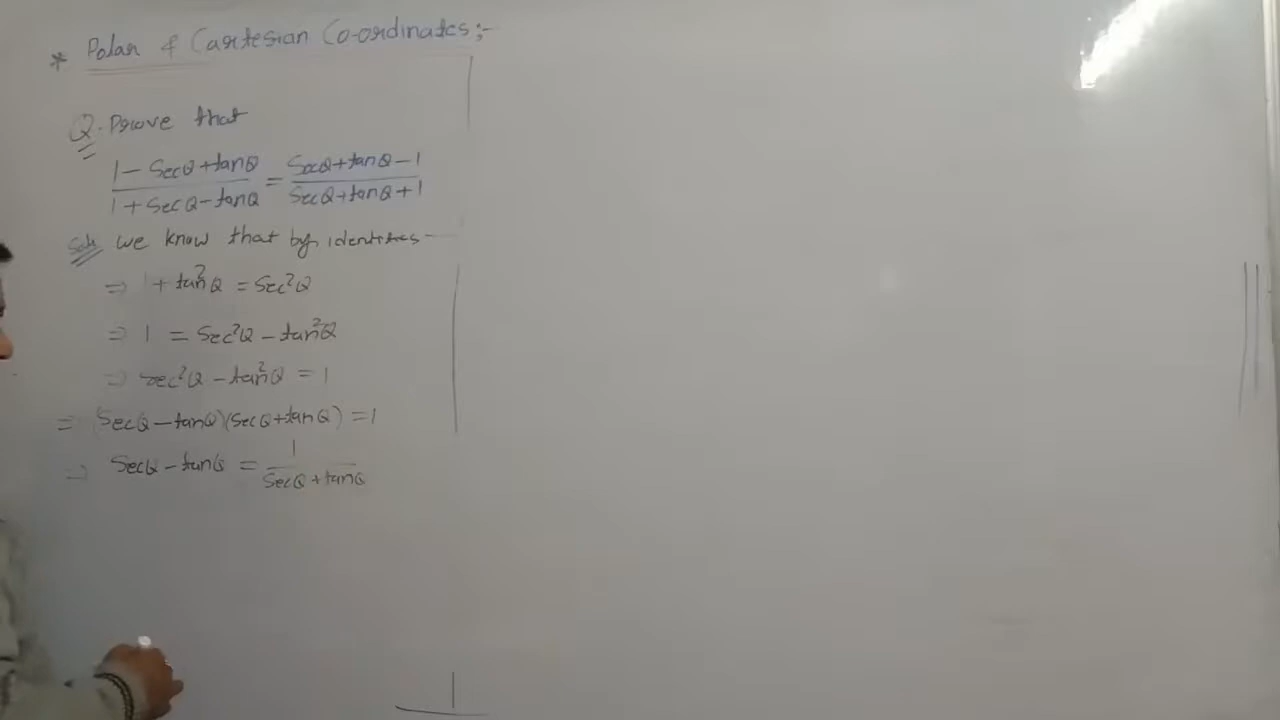 * Polar & Cartesian Co-ordinates:-
Q. Prove that
(1 - Secθ + tanθ)/(1 + Secθ - tanθ) = (Secθ + tanθ - 1)/(Secθ + tanθ + 1)
Sol: we know that by identities -
⇒ 1 + tan²θ = Sec²θ
⇒ 1 = Sec²θ - tan²θ
⇒ Sec²θ - tan²θ = 1
= (Secθ - tanθ)(Secθ + tanθ) = 1
⇒ Secθ - tanθ = 1/(Secθ + tanθ)